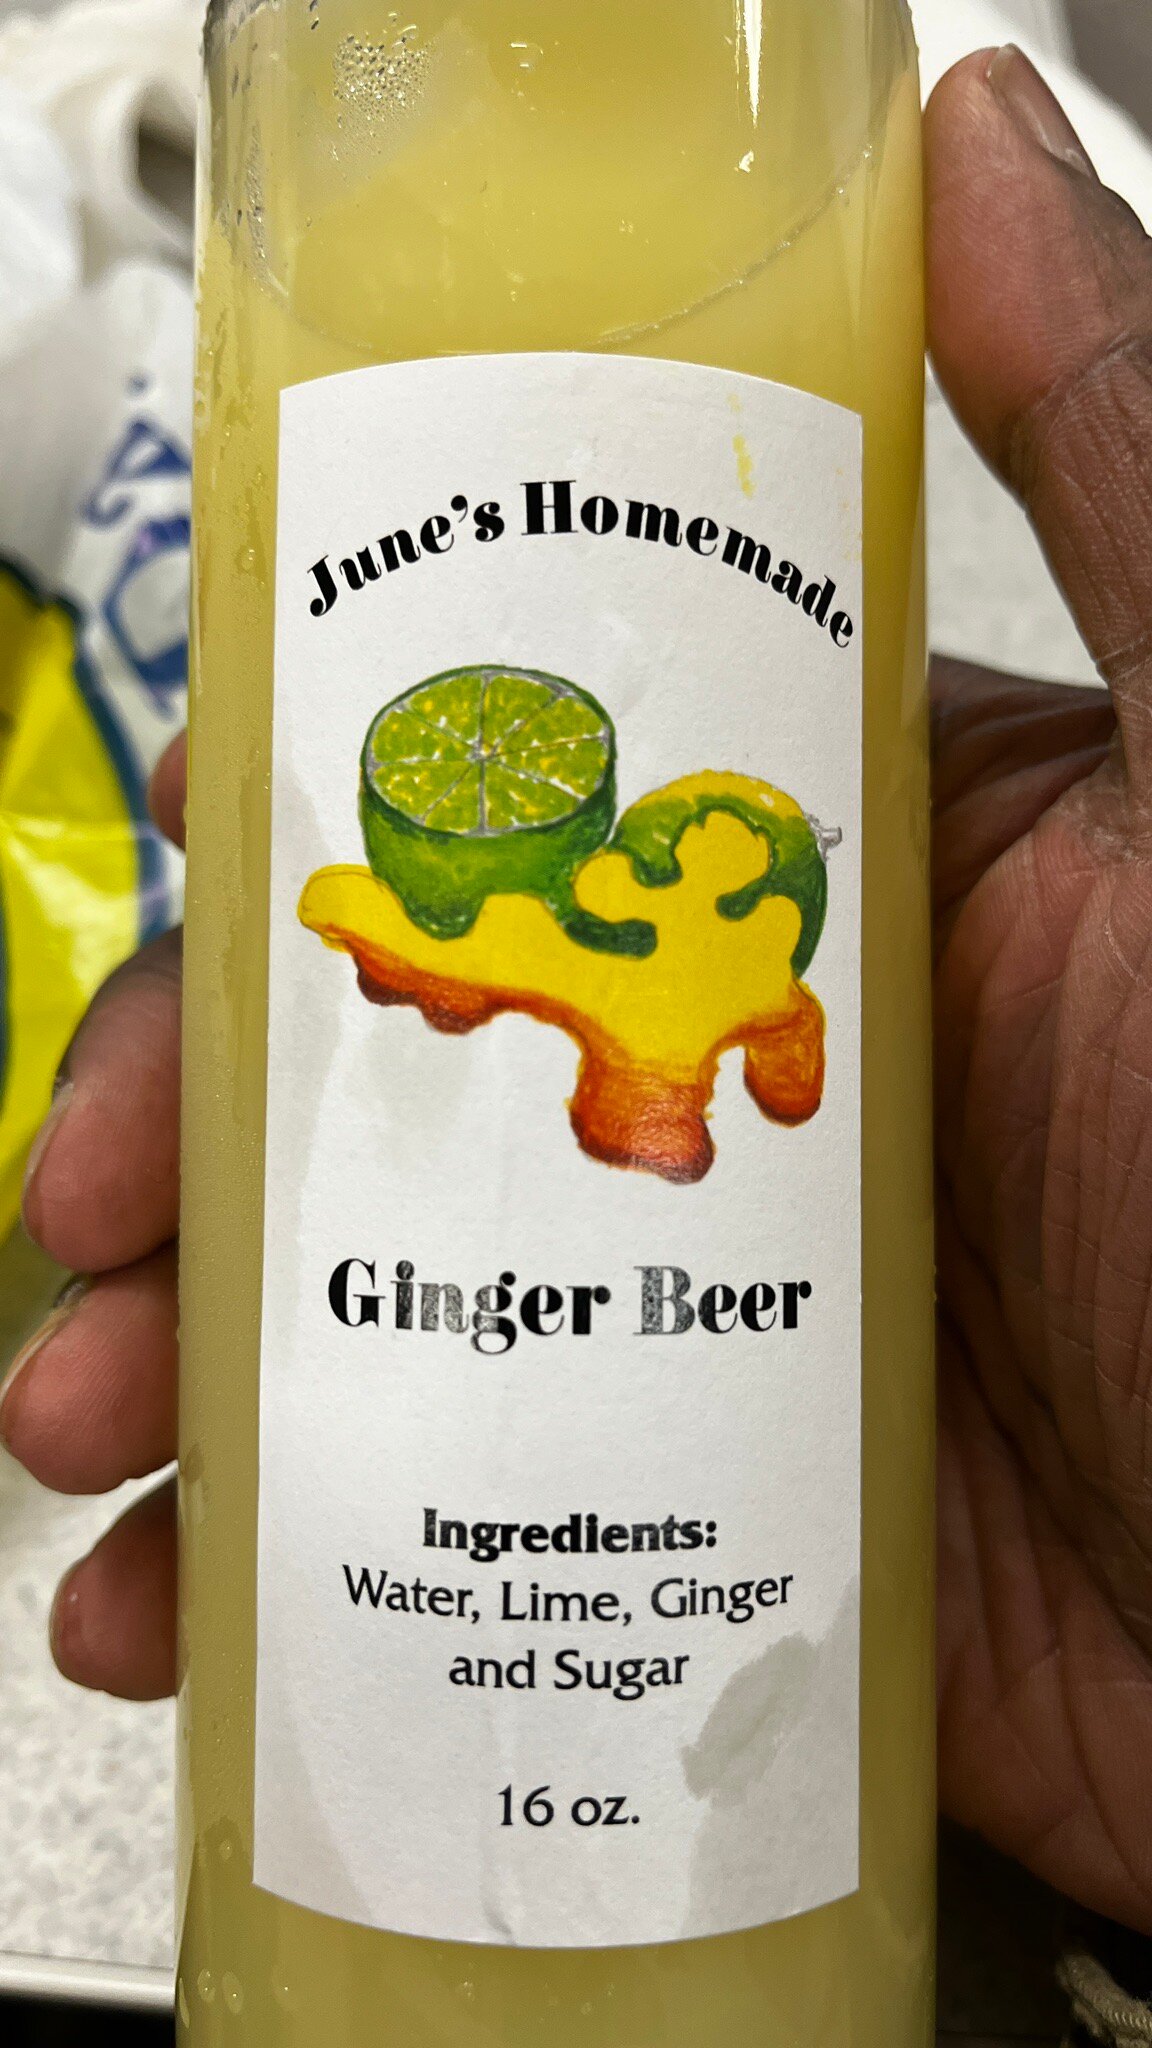 June's Homemade
Ginger Beer
Ingredients:
Water, Lime, Ginger
and Sugar
16 oz.